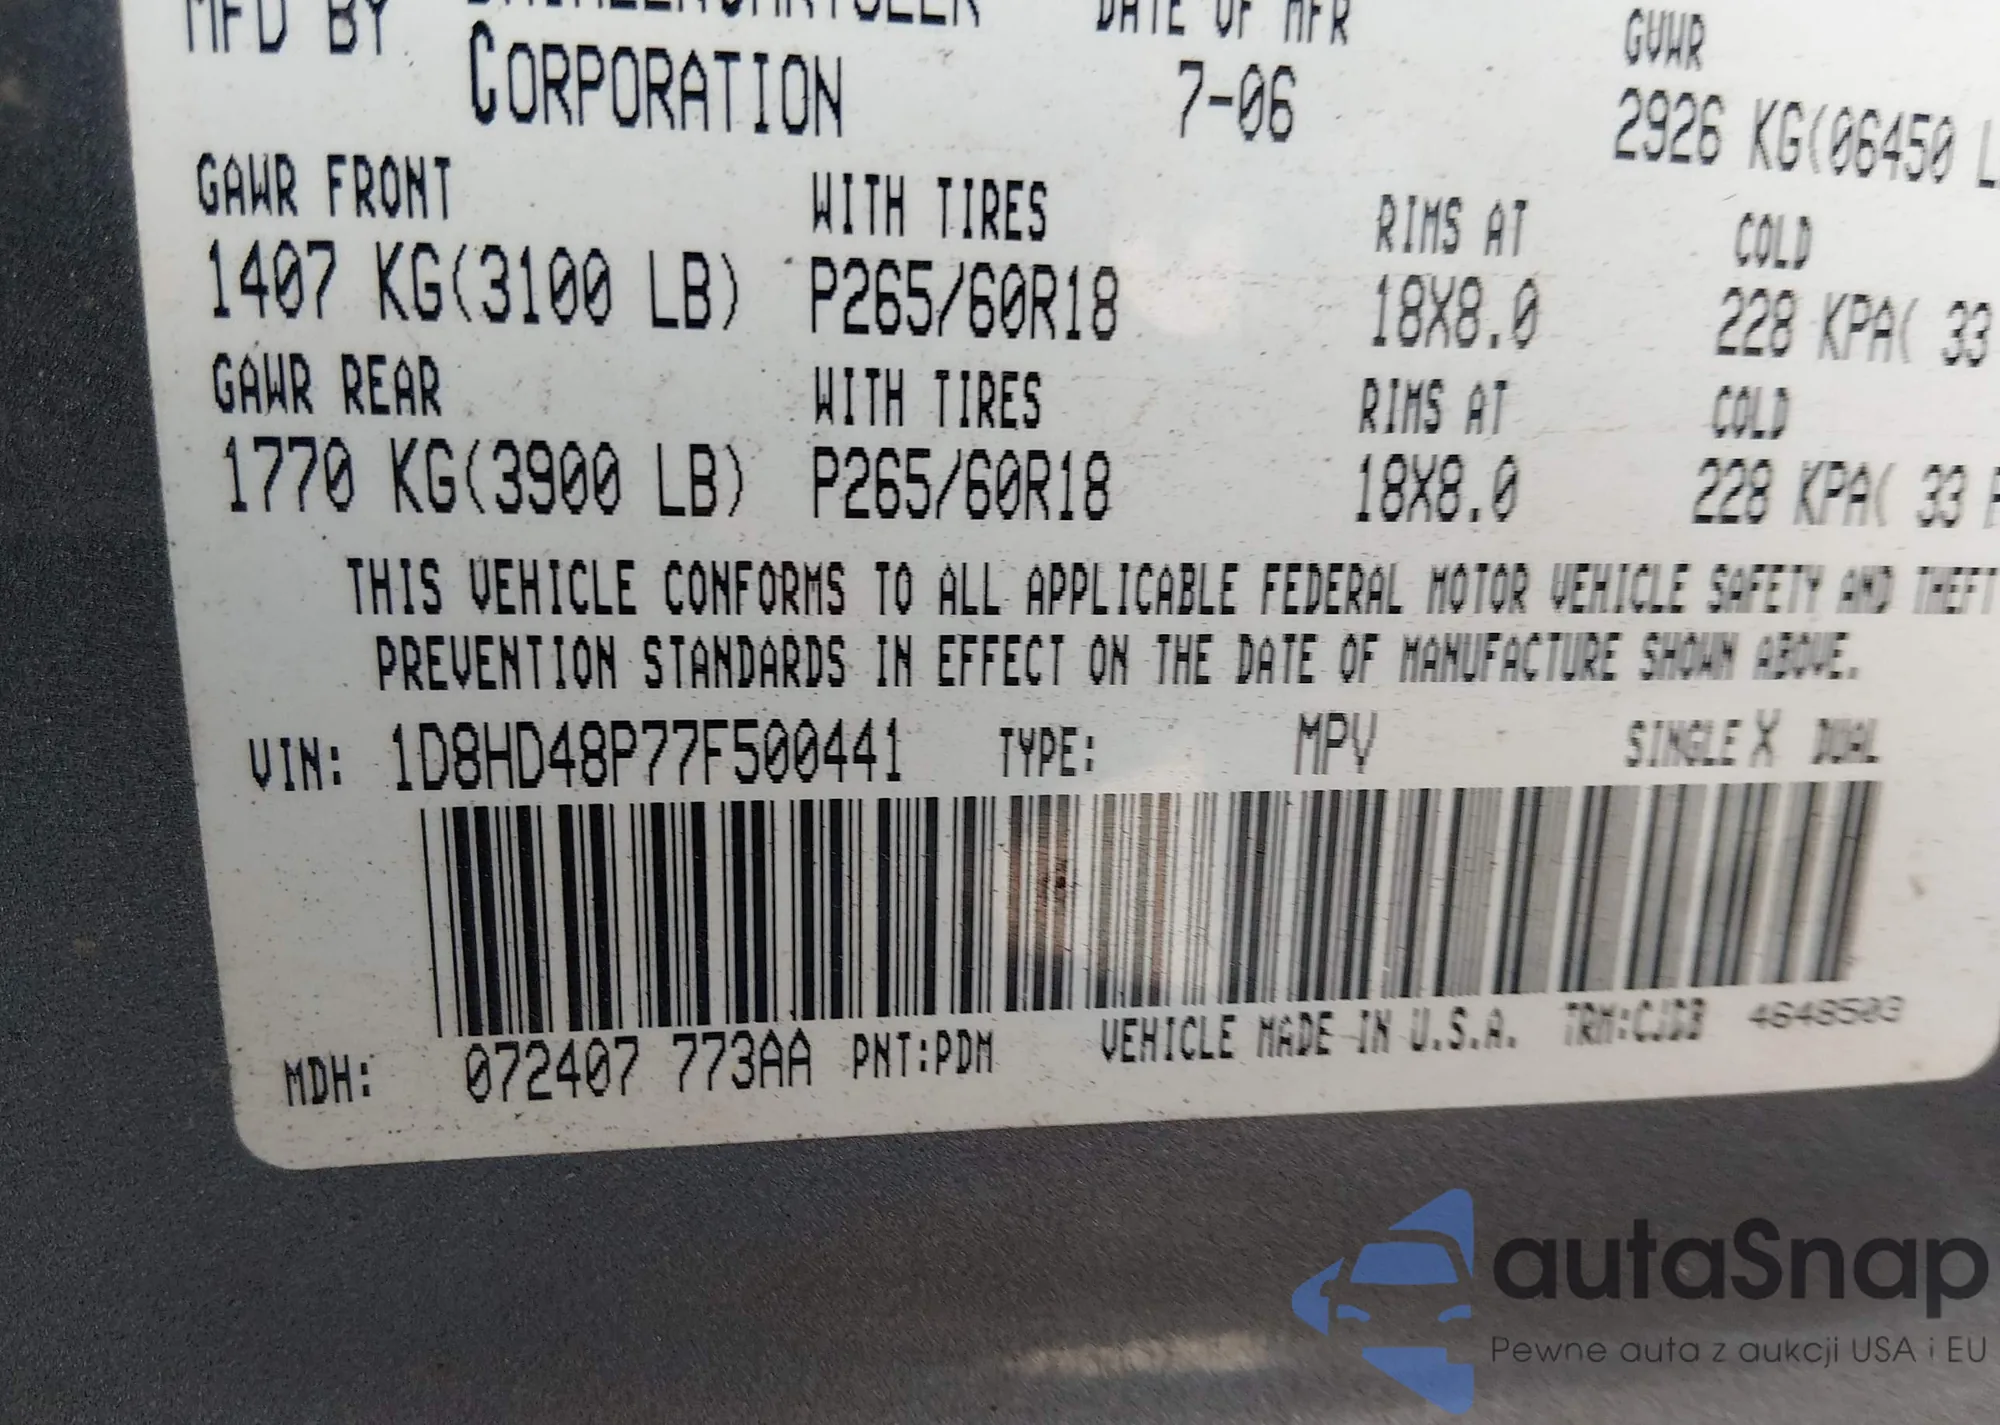 MFD BY DAIMLERCHRYSLER DATE OF MFR GVWR
CORPORATION 7-06 2926 KG(06450 L
GAWR FRONT WITH TIRES RIMS AT COLD
1407 KG(3100 LB) P265/60R18 18X8.0 228 KPA( 33
GAWR REAR WITH TIRES RIMS AT COLD
1770 KG(3900 LB) P265/60R18 18X8.0 228 KPA( 33 P
THIS VEHICLE CONFORMS TO ALL APPLICABLE FEDERAL MOTOR VEHICLE SAFETY AND THEFT
PREVENTION STANDARDS IN EFFECT ON THE DATE OF MANUFACTURE SHOWN ABOVE.
VIN: 1D8HD48P77F500441 TYPE: MPV SINGLE X DUAL
MDH: 072407 773AA PNT:PDM VEHICLE MADE IN U.S.A. 4648503
autaSnap
Pewne auta z aukcji USA i EU